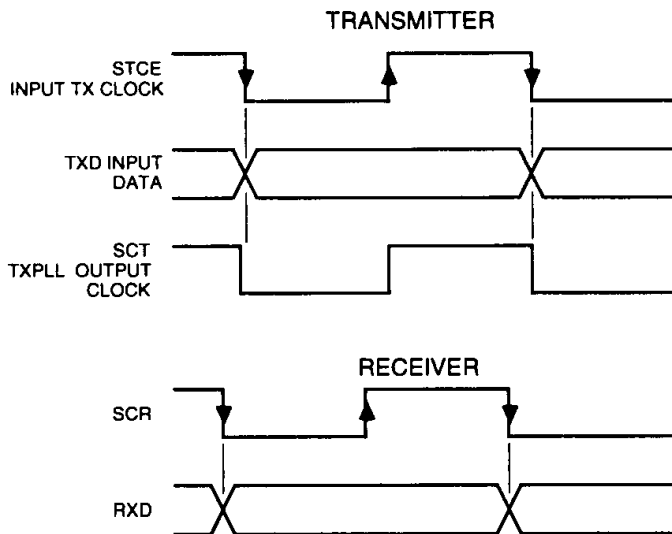 TRANSMITTER
STCE
INPUT TX CLOCK
TXD INPUT
DATA
SCT
TXPLL OUTPUT
CLOCK
RECEIVER
SCR
RXD